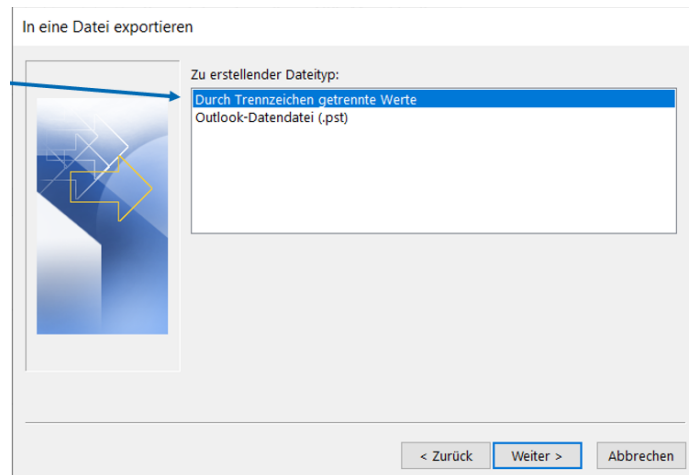 In eine Datei exportieren
Zu erstellender Dateityp:
Durch Trennzeichen getrennte Werte
Outlook-Datendatei (.pst)
< Zurück Weiter > Abbrechen